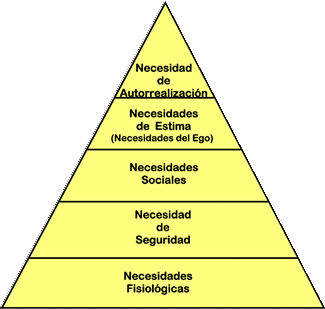 Necesidad
de
Autorrealización
Necesidades
de Estima
(Necesidades del Ego)
Necesidades
Sociales
Necesidad
de
Seguridad
Necesidades
Fisiológicas